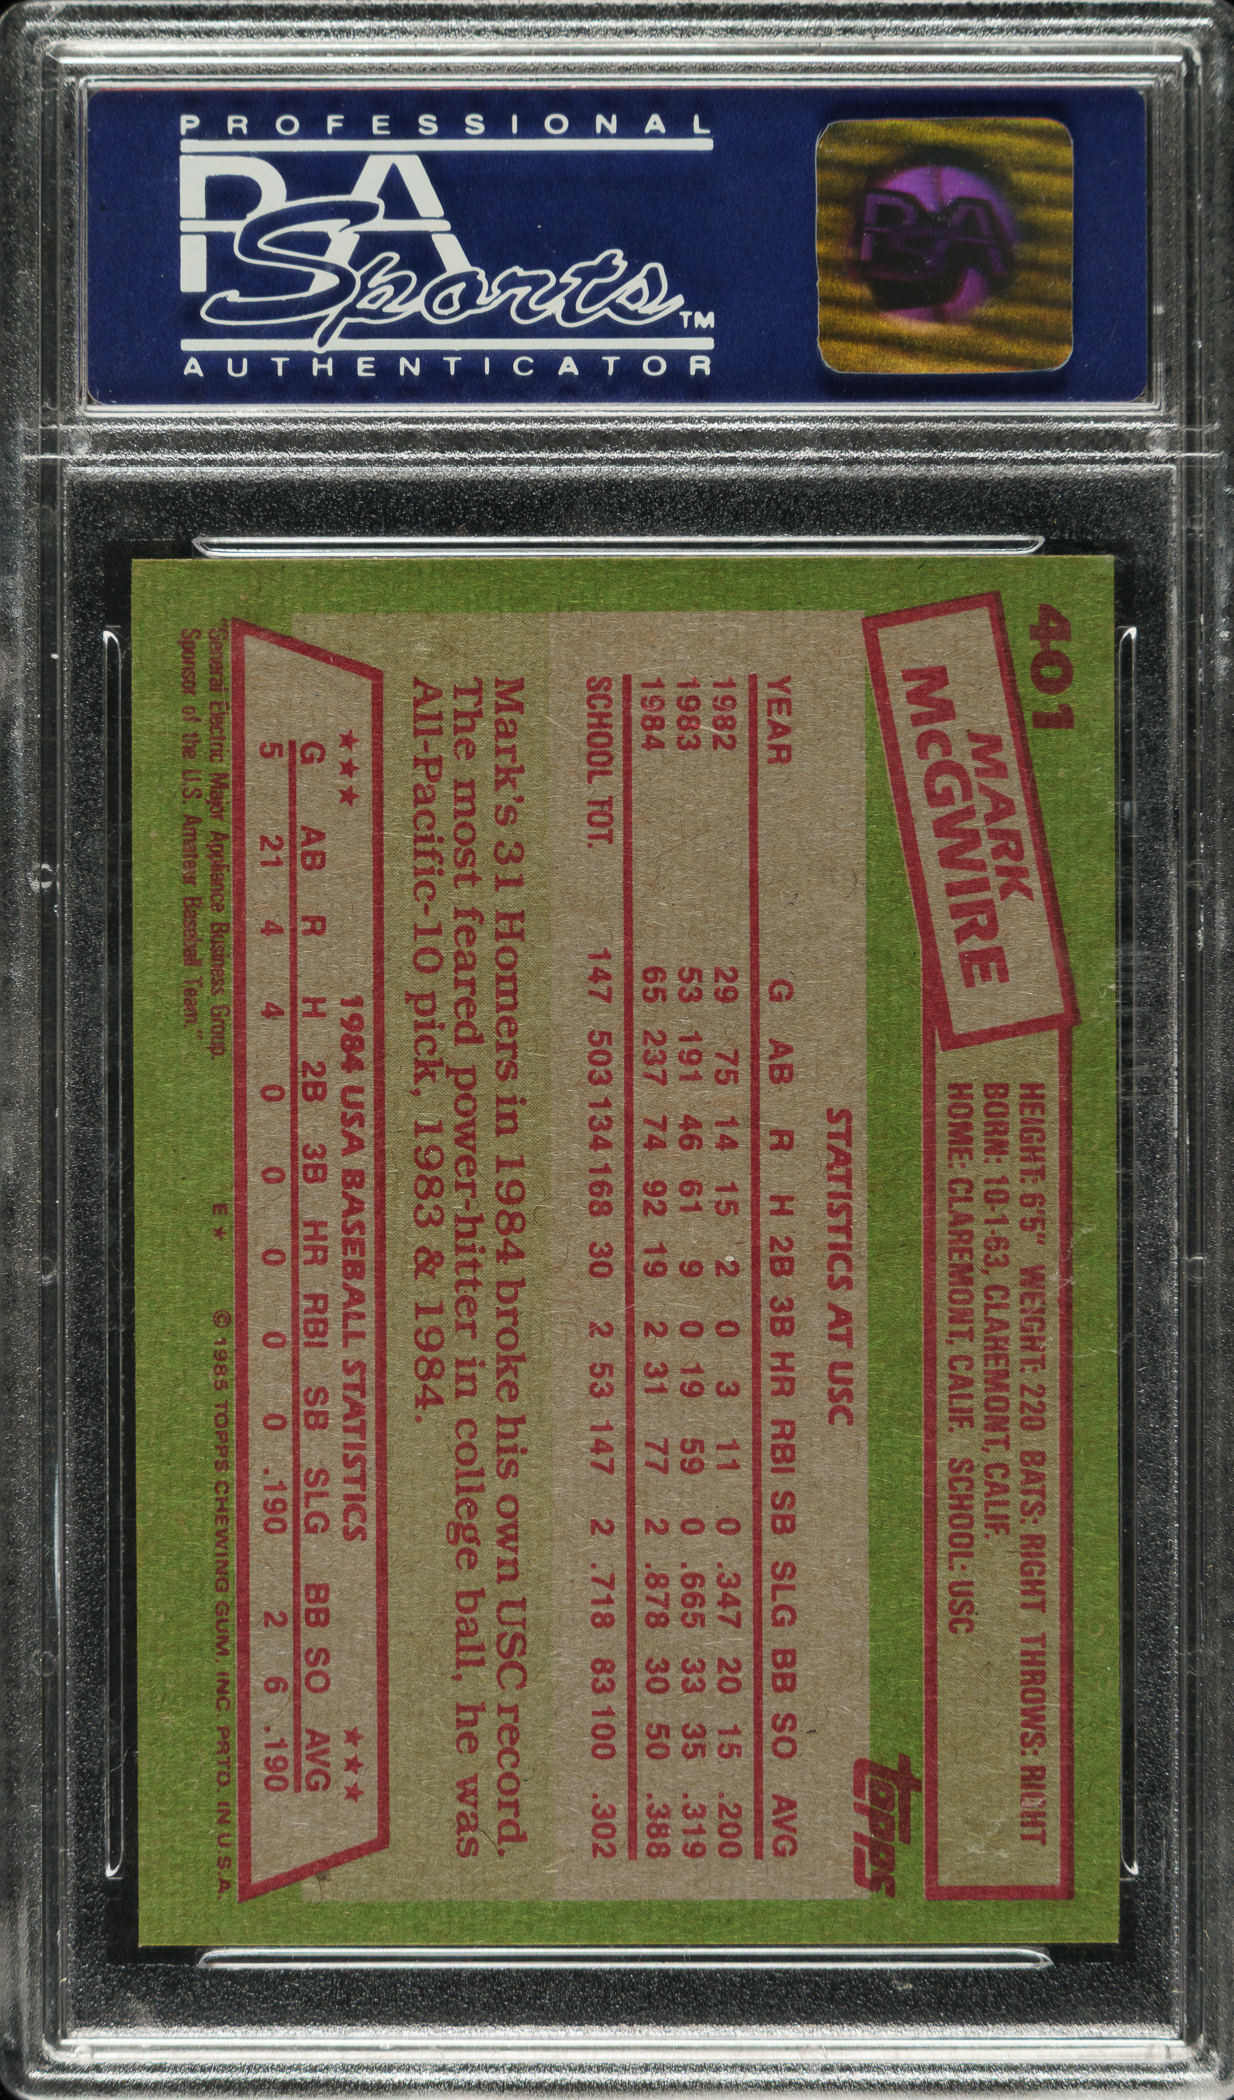 PROFESSIONAL
PSA
Sports™
AUTHENTICATOR
PSA
401
MARK
McGWIRE
HEIGHT: 6'5" WEIGHT: 220 BATS: RIGHT THROWS: RIGHT
BORN: 10-1-63, CLAREMONT, CALIF.
HOME: CLAREMONT, CALIF. SCHOOL: USC
topps
STATISTICS AT USC
YEAR G AB R H 2B 3B HR RBI SB SLG BB SO AVG
1982 29 75 14 15 2 0 3 11 0 .347 20 15 .200
1983 53 191 46 61 9 0 19 59 0 .665 33 35 .319
1984 65 237 74 92 19 2 31 77 2 .878 30 50 .388
SCHOOL TOT. 147 503 134 168 30 2 53 147 2 .718 83 100 .302
Mark's 31 Homers in 1984 broke his own USC record.
The most feared power-hitter in college ball, he was
All-Pacific-10 pick, 1983 & 1984.
★★★ 1984 USA BASEBALL STATISTICS ★★★
G AB R H 2B 3B HR RBI SB SLG BB SO AVG
5 21 4 4 0 0 0 0 0 .190 2 6 .190
"General Electric Major Appliance Business Group,
Sponsor of the U.S. Amateur Baseball Team."
E★ © 1985 TOPPS CHEWING GUM, INC. PRTD. IN U.S.A.